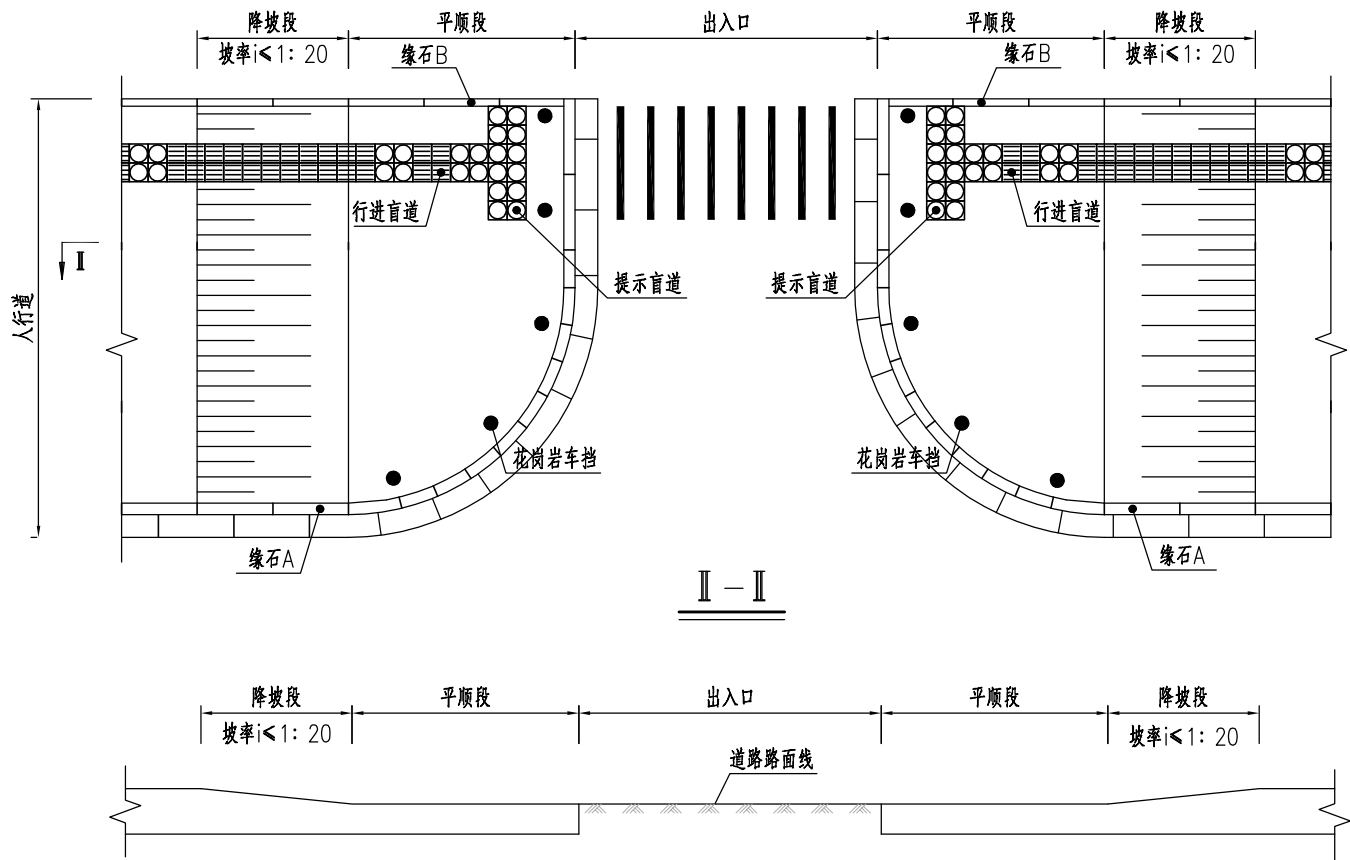 降坡段
平顺段
出入口
平顺段
降坡段
坡率i≤1：20
缘石B
缘石B
坡率i≤1：20
行进盲道
行进盲道
Ⅱ
提示盲道
提示盲道
人行道
花岗岩车挡
花岗岩车挡
缘石A
缘石A
Ⅱ-Ⅱ
降坡段
平顺段
出入口
平顺段
降坡段
坡率i≤1：20
坡率i≤1：20
道路路面线